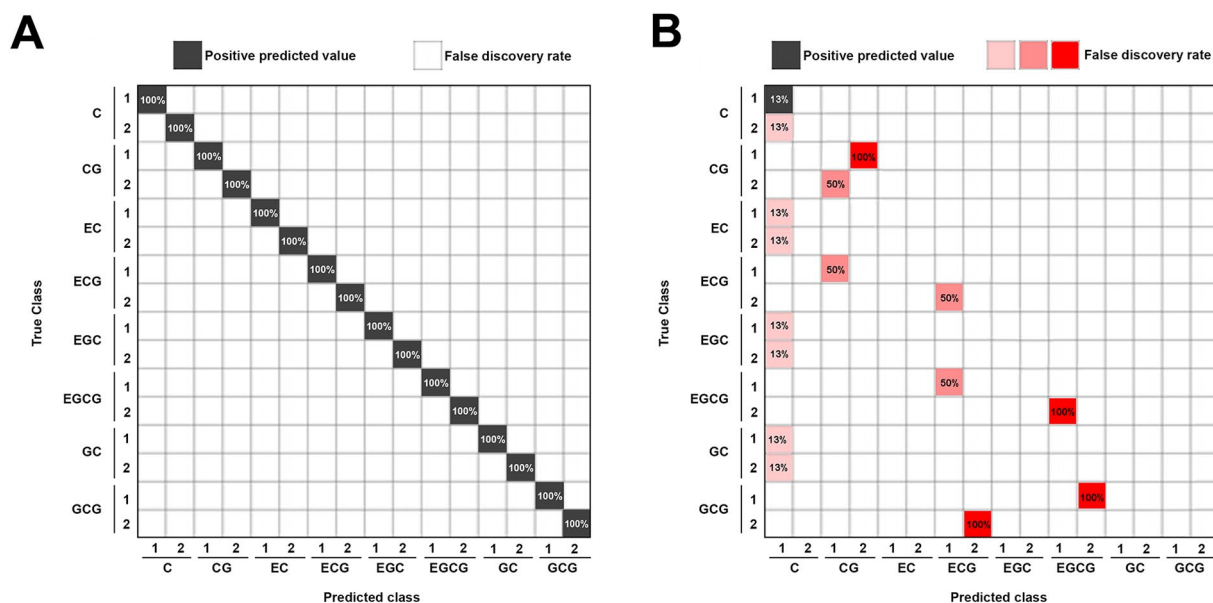 A
Positive predicted value
False discovery rate
True Class
C
1
100%
2
100%
CG
1
100%
2
100%
EC
1
100%
2
100%
ECG
1
100%
2
100%
EGC
1
100%
2
100%
EGCG
1
100%
2
100%
GC
1
100%
2
100%
GCG
1
100%
2
100%
1 2 1 2 1 2 1 2 1 2 1 2 1 2 1 2
C CG EC ECG EGC EGCG GC GCG
Predicted class
B
Positive predicted value
False discovery rate
True Class
C
1
13%
2
13%
CG
1
100%
2
50%
EC
1
13%
2
13%
ECG
1
50%
2
50%
EGC
1
13%
2
13%
EGCG
1
50%
2
100%
GC
1
13%
2
13%
GCG
1
100%
2
100%
1 2 1 2 1 2 1 2 1 2 1 2 1 2 1 2
C CG EC ECG EGC EGCG GC GCG
Predicted class